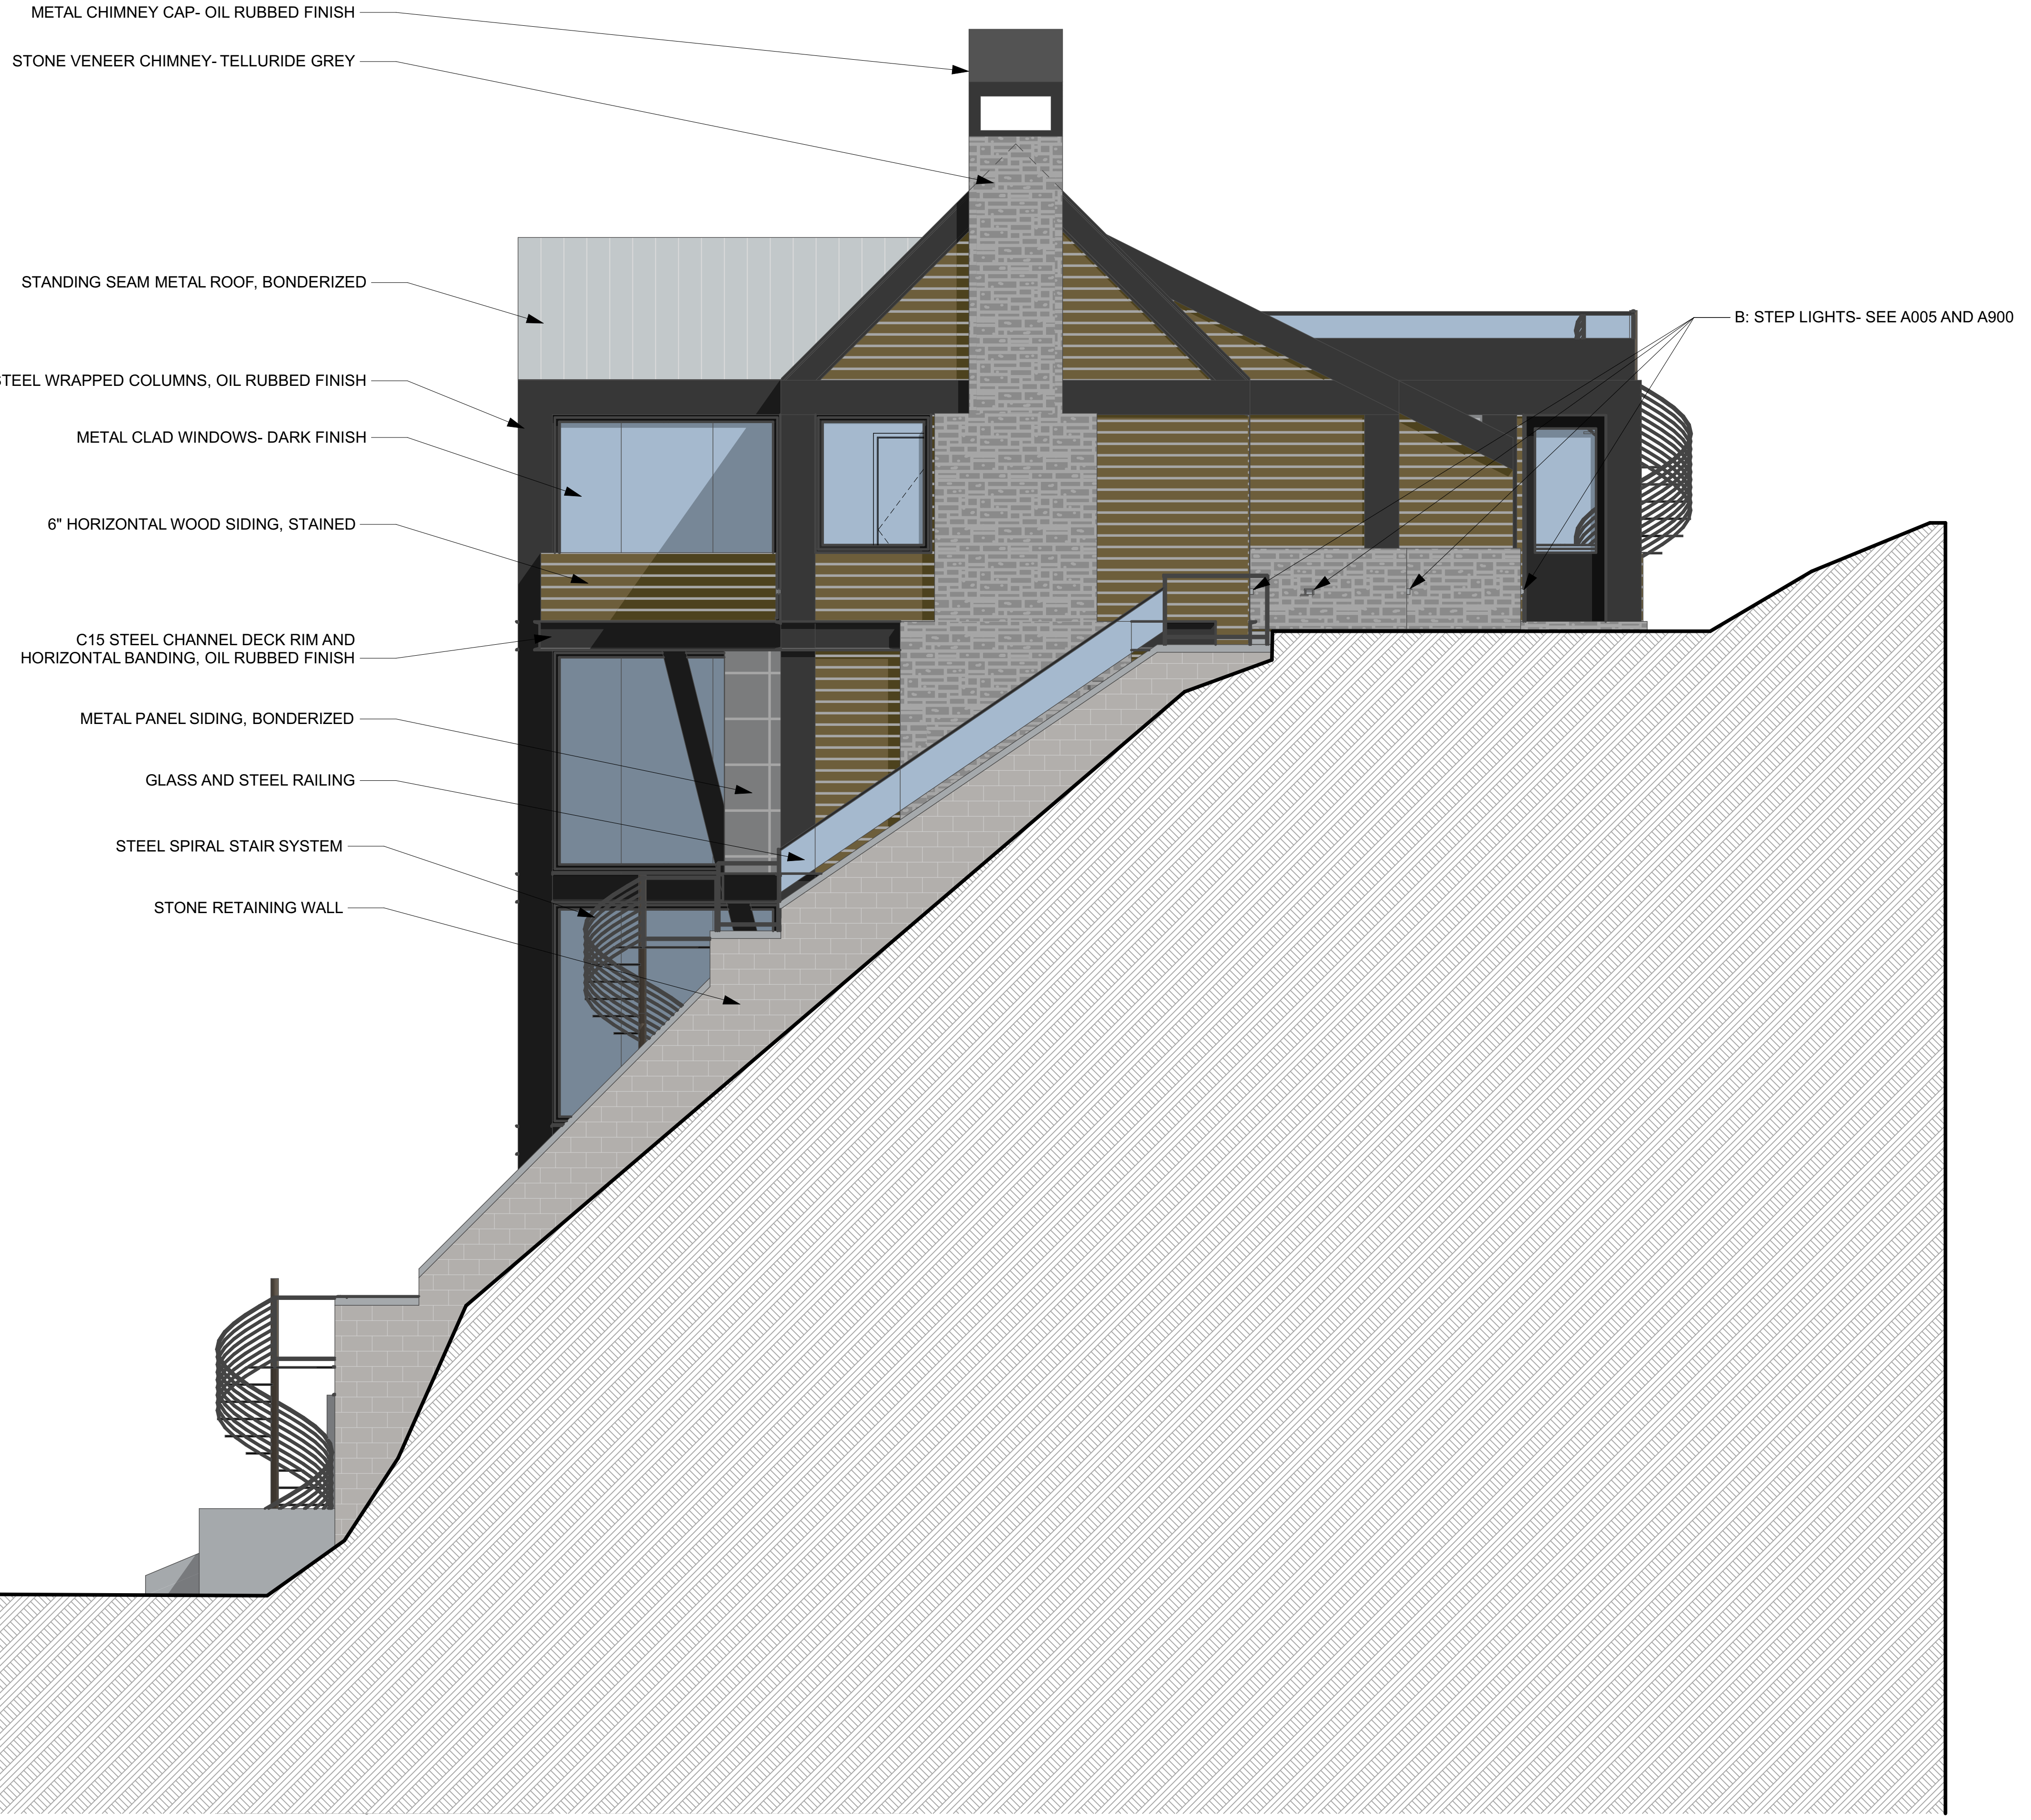 METAL CHIMNEY CAP- OIL RUBBED FINISH
STONE VENEER CHIMNEY- TELLURIDE GREY
STANDING SEAM METAL ROOF, BONDERIZED
B: STEP LIGHTS- SEE A005 AND A900
STEEL WRAPPED COLUMNS, OIL RUBBED FINISH
METAL CLAD WINDOWS- DARK FINISH
6" HORIZONTAL WOOD SIDING, STAINED
C15 STEEL CHANNEL DECK RIM AND
HORIZONTAL BANDING, OIL RUBBED FINISH
METAL PANEL SIDING, BONDERIZED
GLASS AND STEEL RAILING
STEEL SPIRAL STAIR SYSTEM
STONE RETAINING WALL